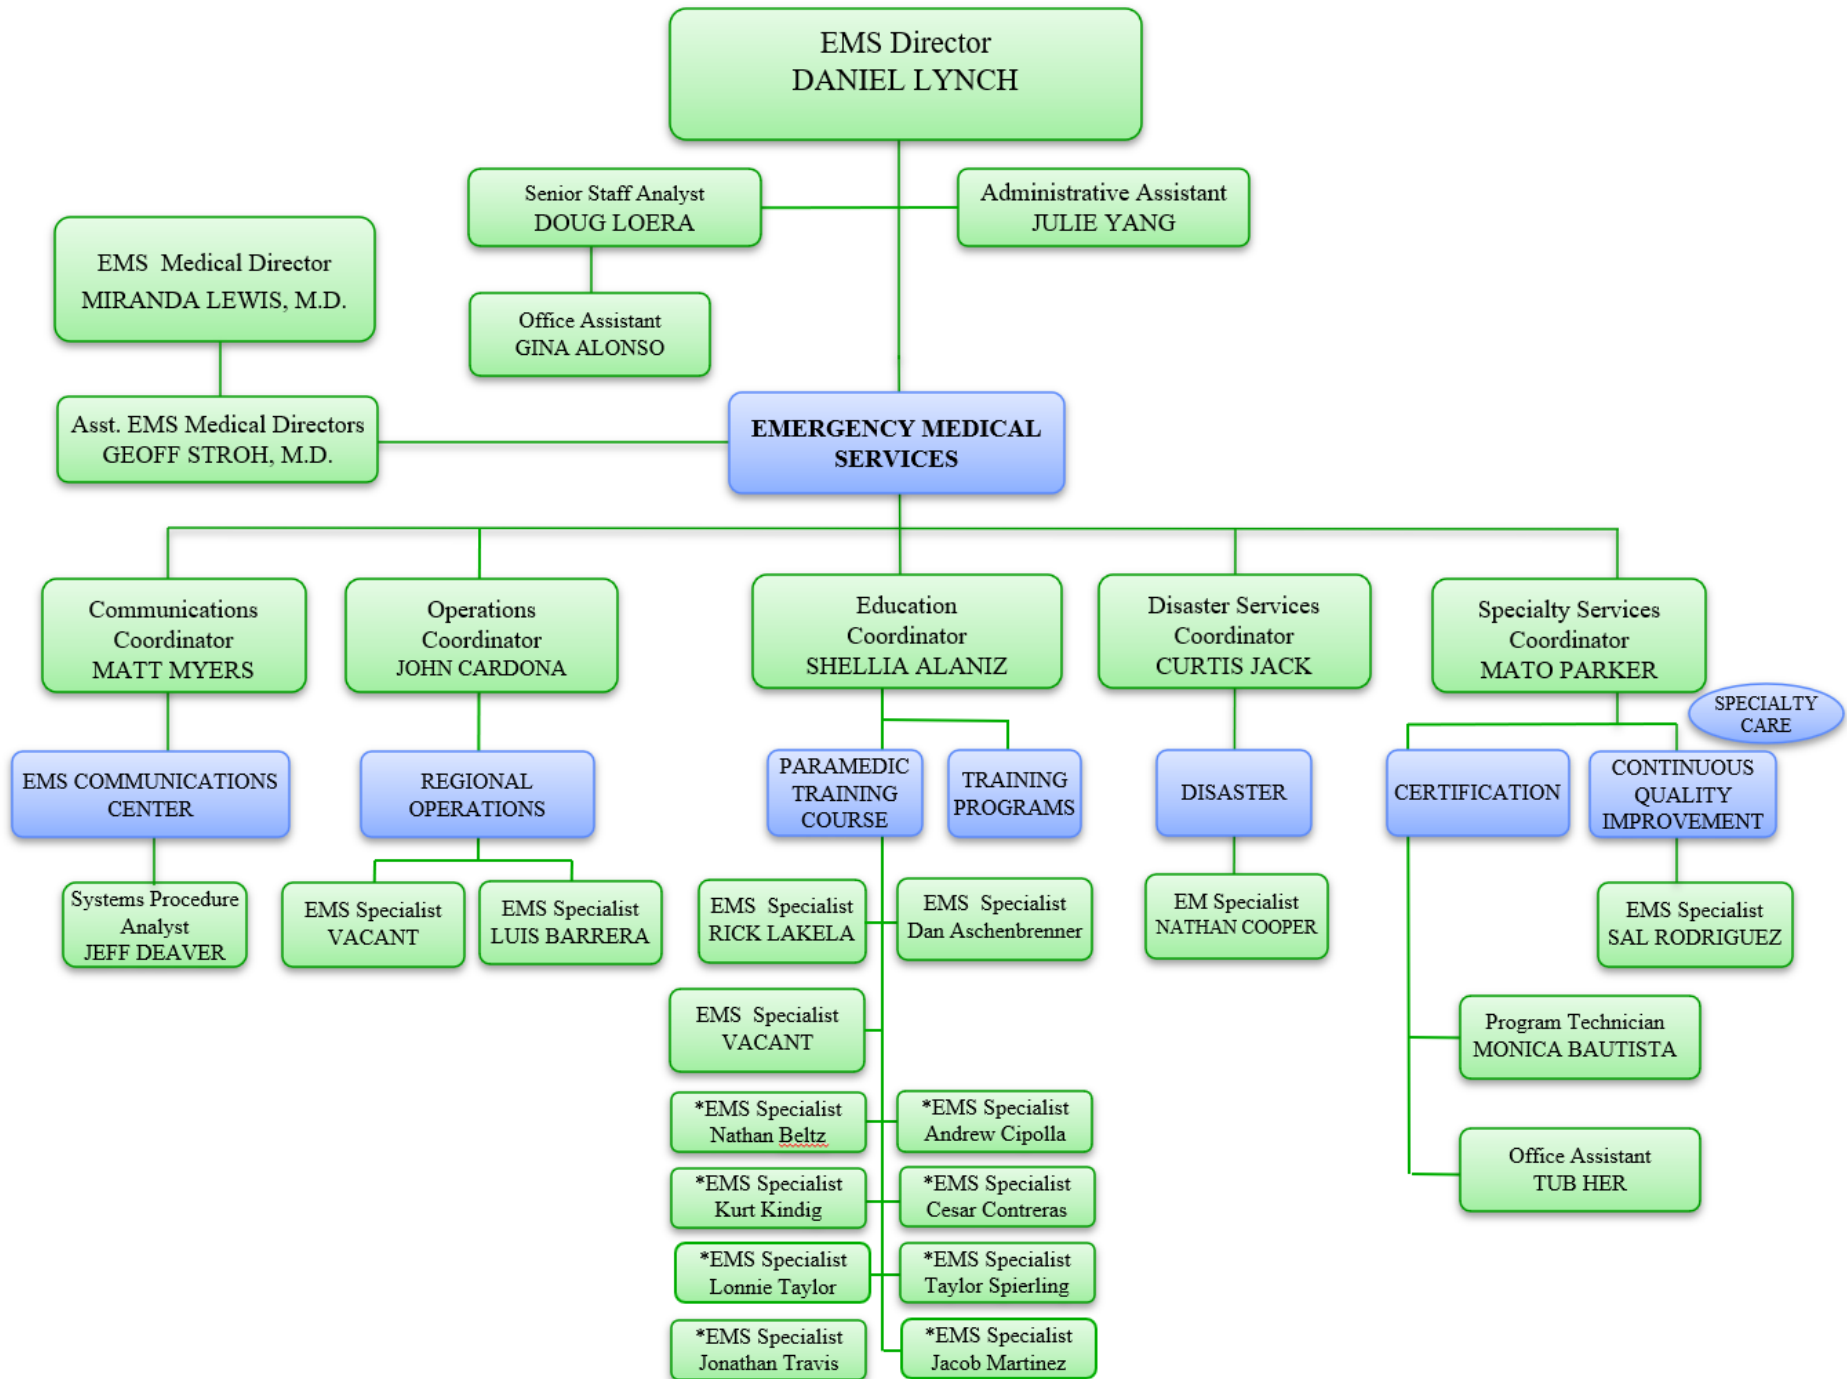 EMS Director
DANIEL LYNCH
Senior Staff Analyst
DOUG LOERA
Administrative Assistant
JULIE YANG
EMS Medical Director
MIRANDA LEWIS, M.D.
Office Assistant
GINA ALONSO
Asst. EMS Medical Directors
GEOFF STROH, M.D.
EMERGENCY MEDICAL
SERVICES
Communications
Coordinator
MATT MYERS
Operations
Coordinator
JOHN CARDONA
Education
Coordinator
SHELLIA ALANIZ
Disaster Services
Coordinator
CURTIS JACK
Specialty Services
Coordinator
MATO PARKER
SPECIALTY
CARE
EMS COMMUNICATIONS
CENTER
REGIONAL
OPERATIONS
PARAMEDIC
TRAINING
COURSE
TRAINING
PROGRAMS
DISASTER
CERTIFICATION
CONTINUOUS
QUALITY
IMPROVEMENT
Systems Procedure
Analyst
JEFF DEAVER
EMS Specialist
VACANT
EMS Specialist
LUIS BARRERA
EMS Specialist
RICK LAKELA
EMS Specialist
Dan Aschenbrenner
EM Specialist
NATHAN COOPER
EMS Specialist
SAL RODRIGUEZ
EMS Specialist
VACANT
Program Technician
MONICA BAUTISTA
*EMS Specialist
Nathan Beltz
*EMS Specialist
Andrew Cipolla
Office Assistant
TUB HER
*EMS Specialist
Kurt Kindig
*EMS Specialist
Cesar Contreras
*EMS Specialist
Lonnie Taylor
*EMS Specialist
Taylor Spierling
*EMS Specialist
Jonathan Travis
*EMS Specialist
Jacob Martinez